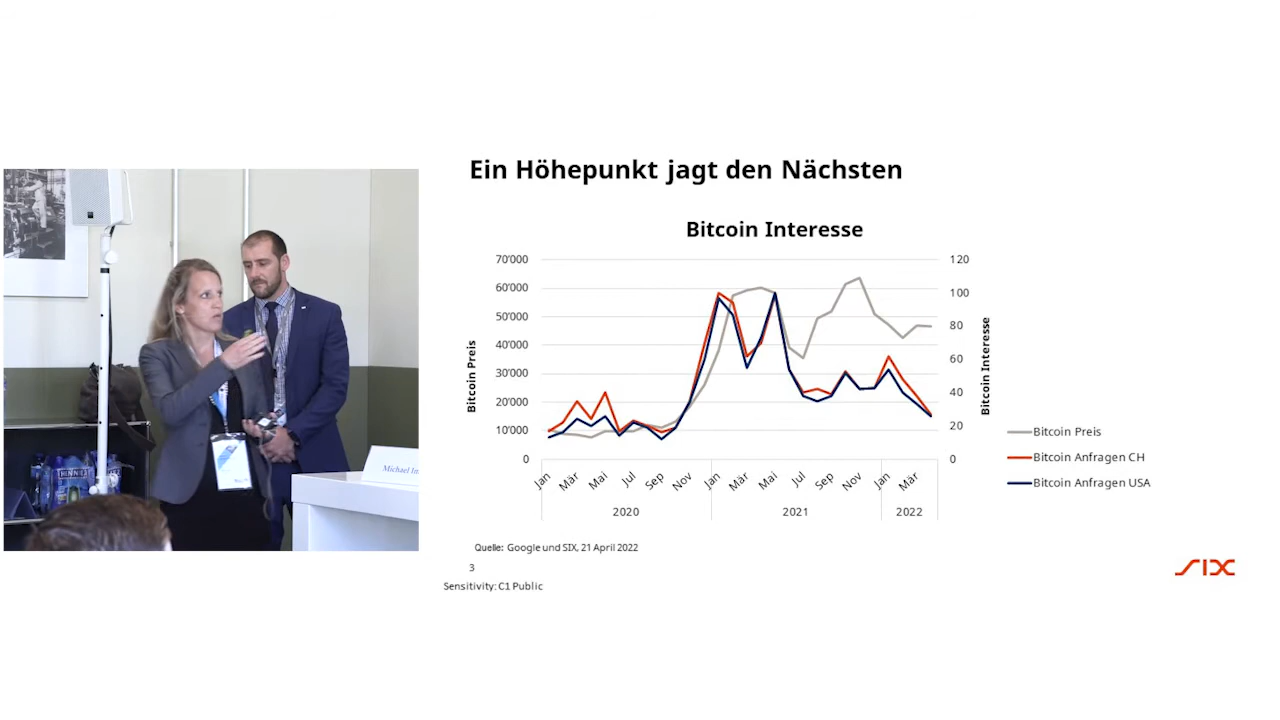 Ein Höhepunkt jagt den Nächsten
Bitcoin Interesse
70’000
60’000
50’000
40’000
30’000
20’000
10’000
0
Bitcoin Preis
120
100
80
60
40
20
0
Bitcoin Interesse
Jan Mär Mai Jul Sep Nov Jan Mär Mai Jul Sep Nov Jan Mär
2020 2021 2022
Bitcoin Preis
Bitcoin Anfragen CH
Bitcoin Anfragen USA
Quelle: Google und SIX, 21 April 2022
3
Sensitivity: C1 Public
SIX
Michael